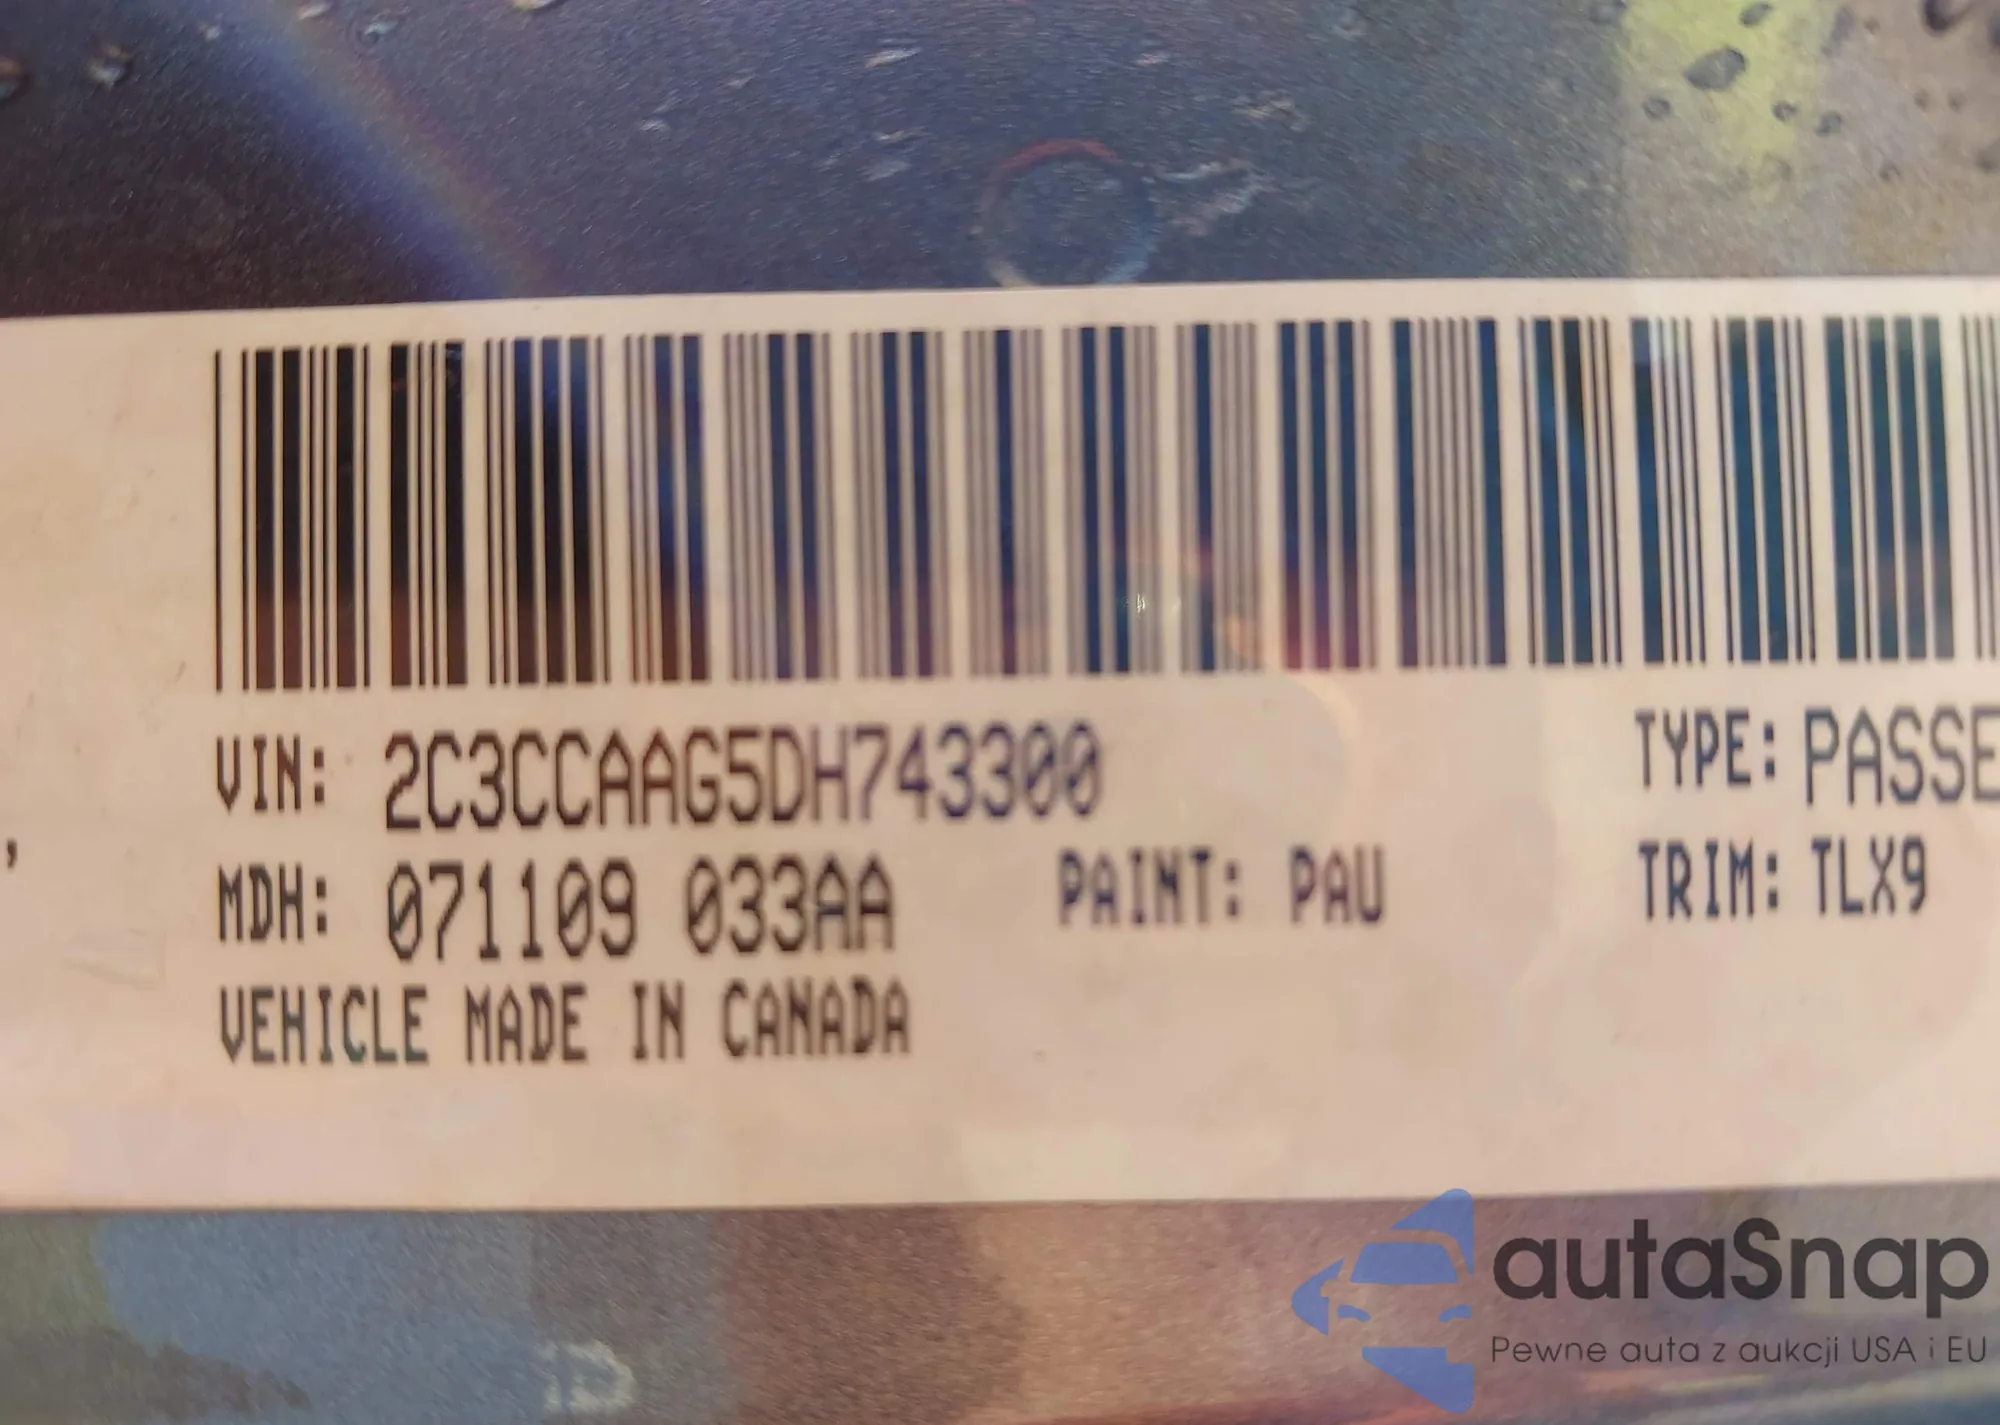 VIN: 2C3CCAAG5DH743300 TYPE: PASSE
MDH: 071109 033AA PAINT: PAU TRIM: TLX9
VEHICLE MADE IN CANADA
autaSnap
Pewne auta z aukcji USA i EU